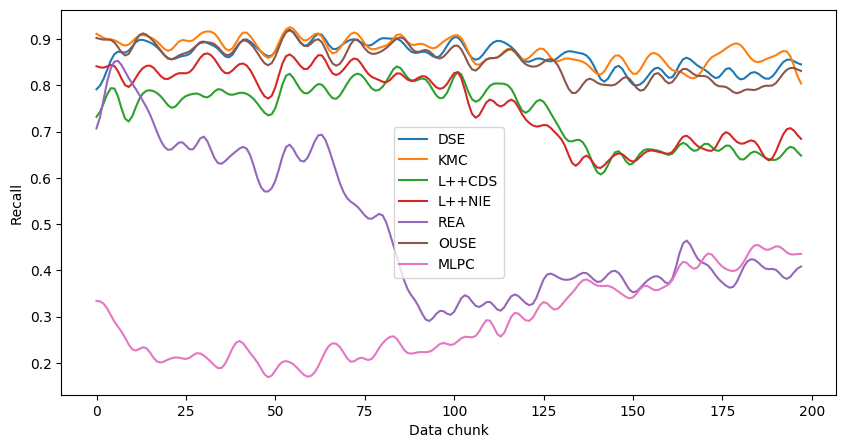 0.9
0.8
0.7
0.6
0.5
0.4
0.3
0.2
Recall
DSE
KMC
L++CDS
L++NIE
REA
OUSE
MLPC
0 25 50 75 100 125 150 175 200
Data chunk